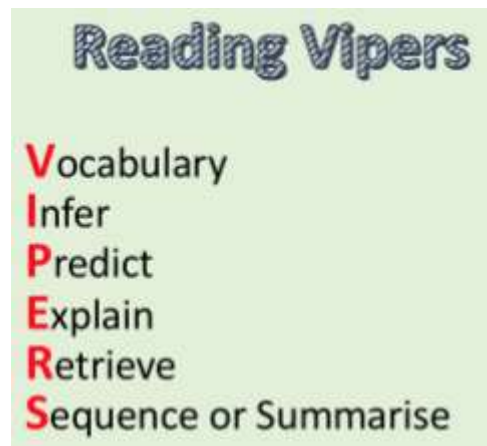 Reading Vipers
Vocabulary
Infer
Predict
Explain
Retrieve
Sequence or Summarise